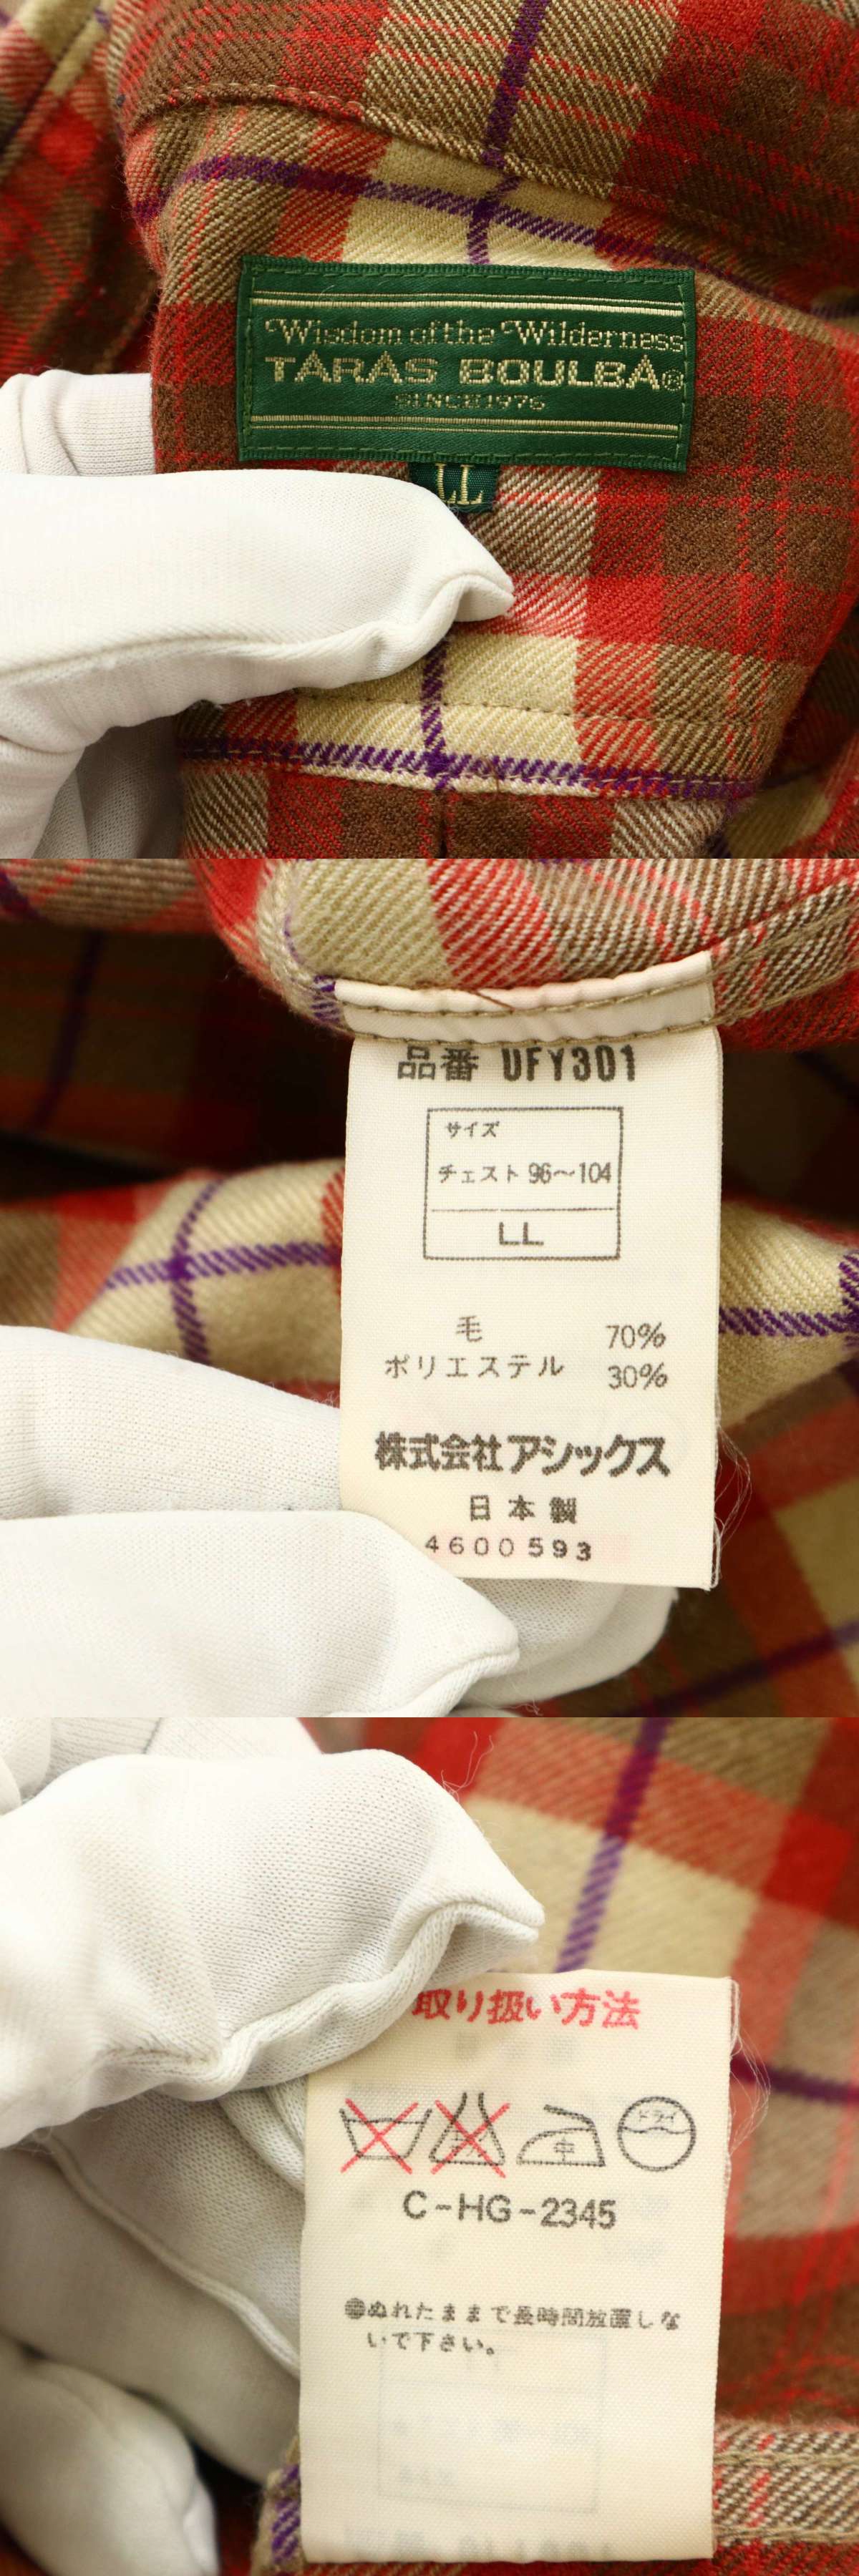 Wisdom of the Wilderness
TARAS BOULBA®
SINCE 1976
LL
品番 UFY301
サイズ
チェスト 96〜104
LL
毛 70%
ポリエステル 30%
株式会社アシックス
日本製
4600593
取り扱い方法
中
ドライ
C-HG-2345
●ぬれたままで長時間放置しな
いで下さい。